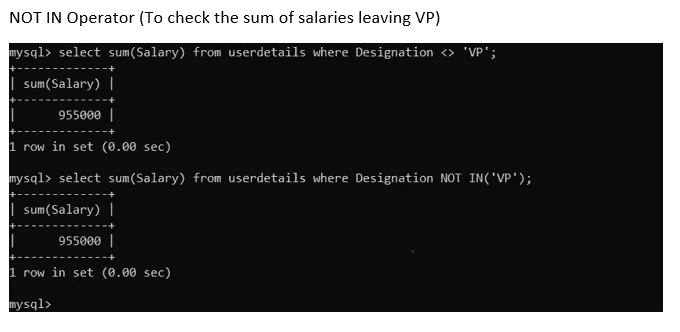 NOT IN Operator (To check the sum of salaries leaving VP)
mysql> select sum(Salary) from userdetails where Designation <> 'VP';
+-------------+
| sum(Salary) |
+-------------+
|      955000 |
+-------------+
1 row in set (0.00 sec)
mysql> select sum(Salary) from userdetails where Designation NOT IN('VP');
+-------------+
| sum(Salary) |
+-------------+
|      955000 |
+-------------+
1 row in set (0.00 sec)
mysql>